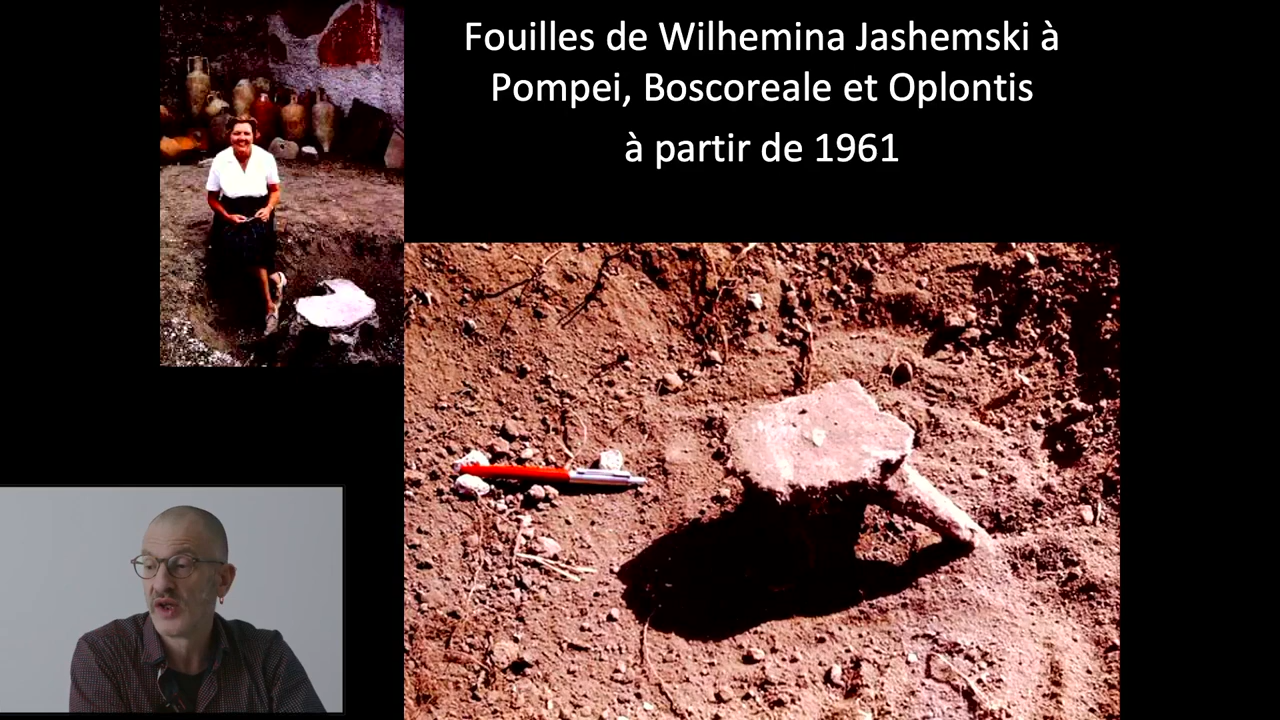 Fouilles de Wilhemina Jashemski à
Pompei, Boscoreale et Oplontis
à partir de 1961